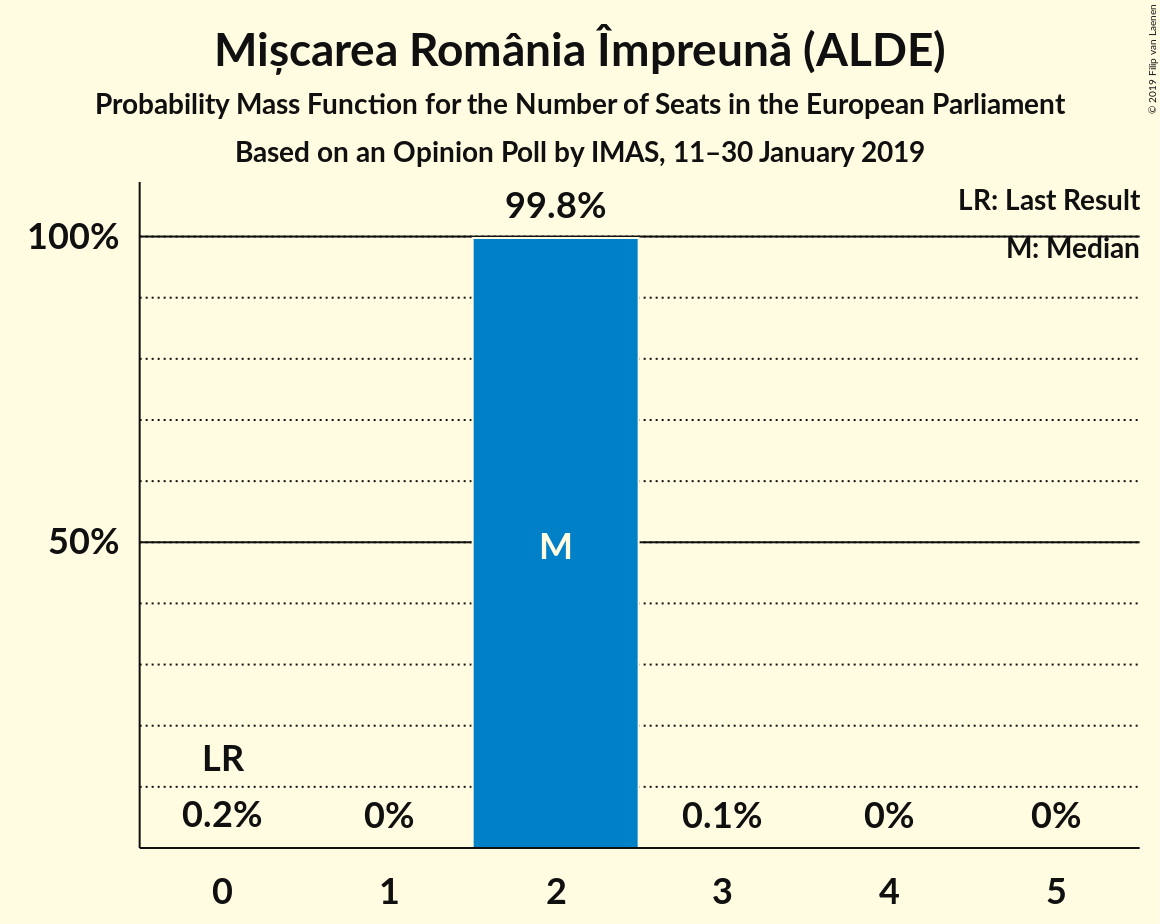 Mișcarea România Împreună (ALDE)
Probability Mass Function for the Number of Seats in the European Parliament
Based on an Opinion Poll by IMAS, 11–30 January 2019
© 2019 Filip van Laenen
LR: Last Result
M: Median
99.8%
100%
50%
M
LR
0.2%
0%
0.1%
0%
0%
0
1
2
3
4
5